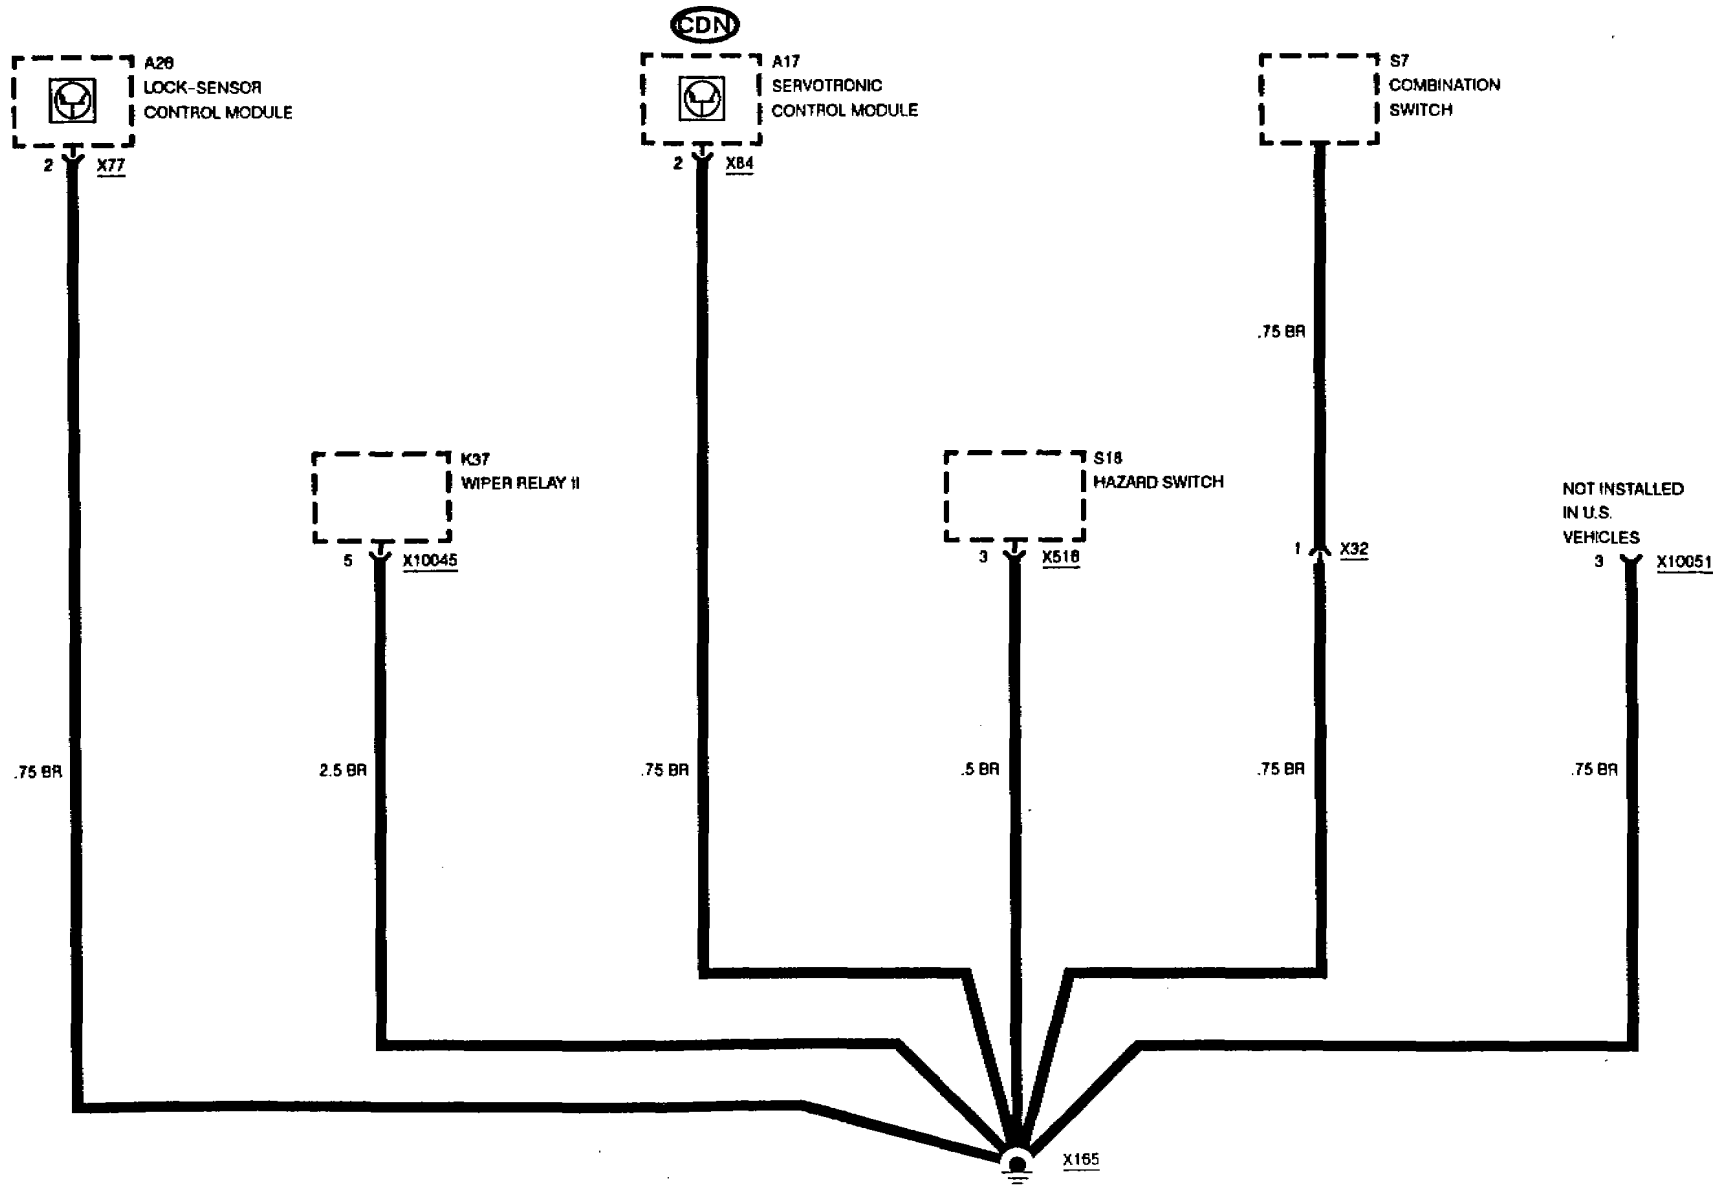 CDN
A26
LOCK-SENSOR
CONTROL MODULE
2
X77
A17
SERVOTRONIC
CONTROL MODULE
2
X84
S7
COMBINATION
SWITCH
.75 BR
K37
WIPER RELAY II
5
X10045
S18
HAZARD SWITCH
3
X518
1
X32
NOT INSTALLED
IN U.S.
VEHICLES
3
X10051
.75 BR
2.5 BR
.75 BR
.5 BR
.75 BR
.75 BR
X165